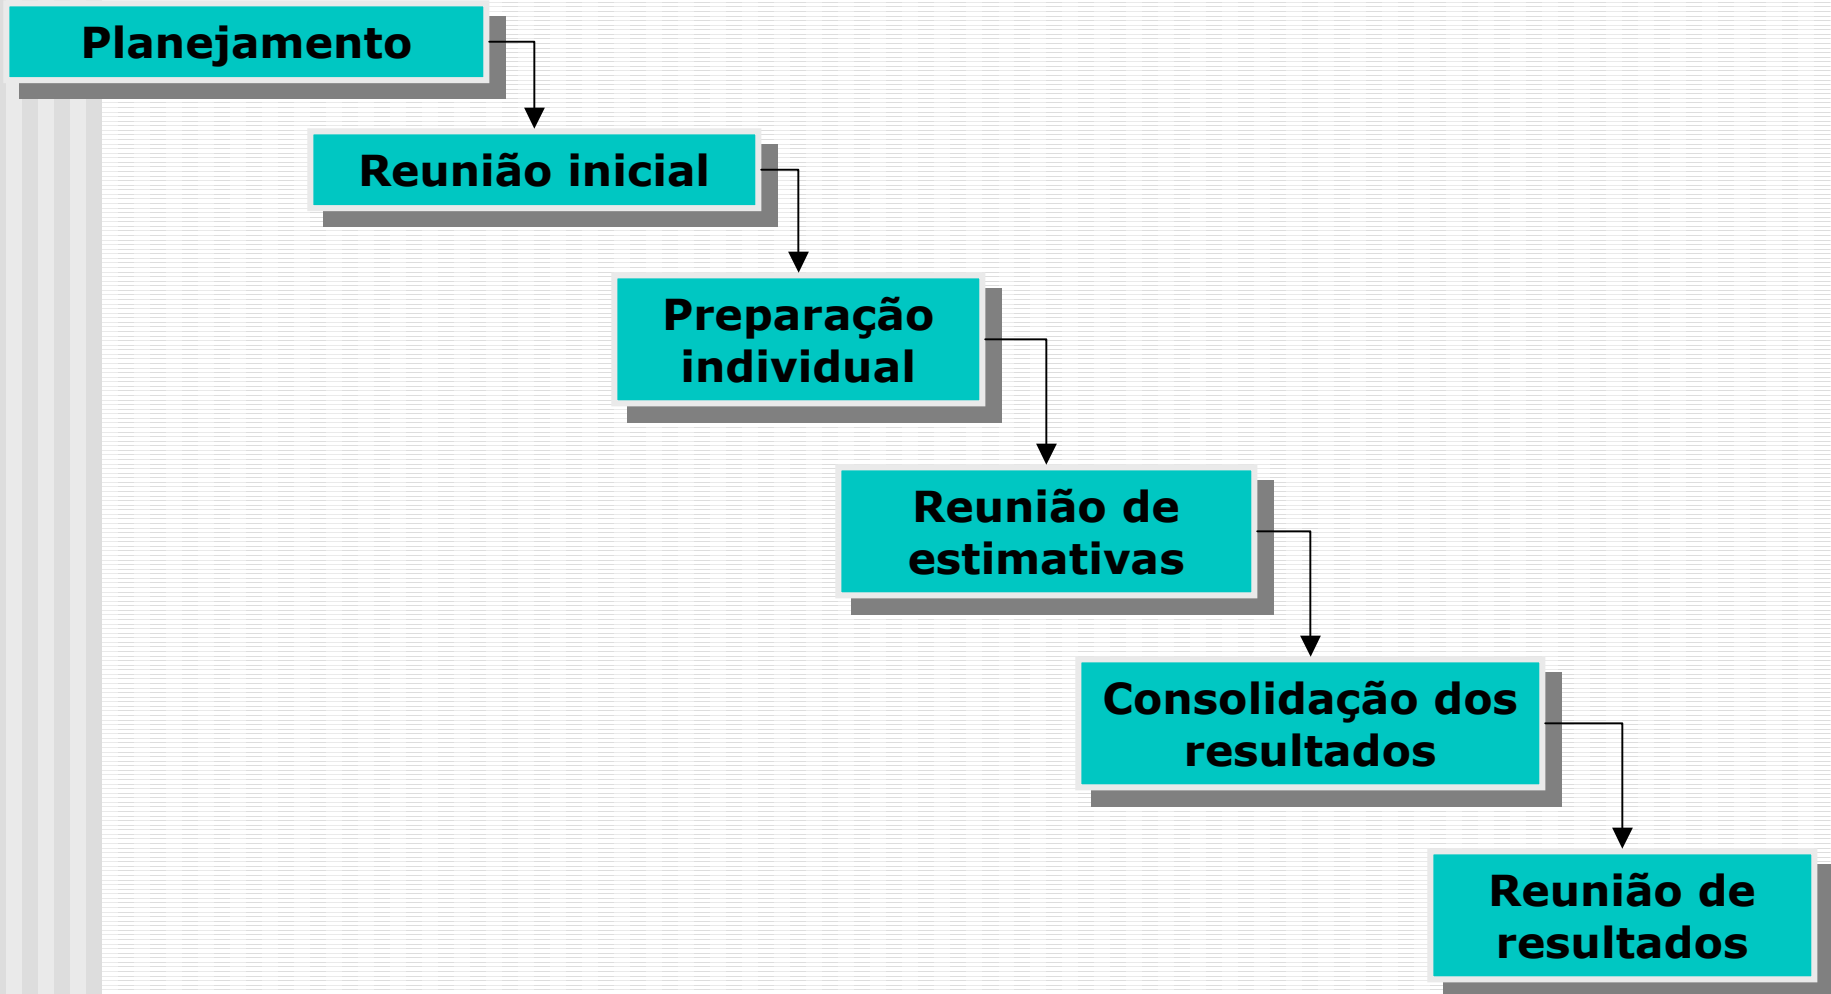 Planejamento
Reunião inicial
Preparação
individual
Reunião de
estimativas
Consolidação dos
resultados
Reunião de
resultados